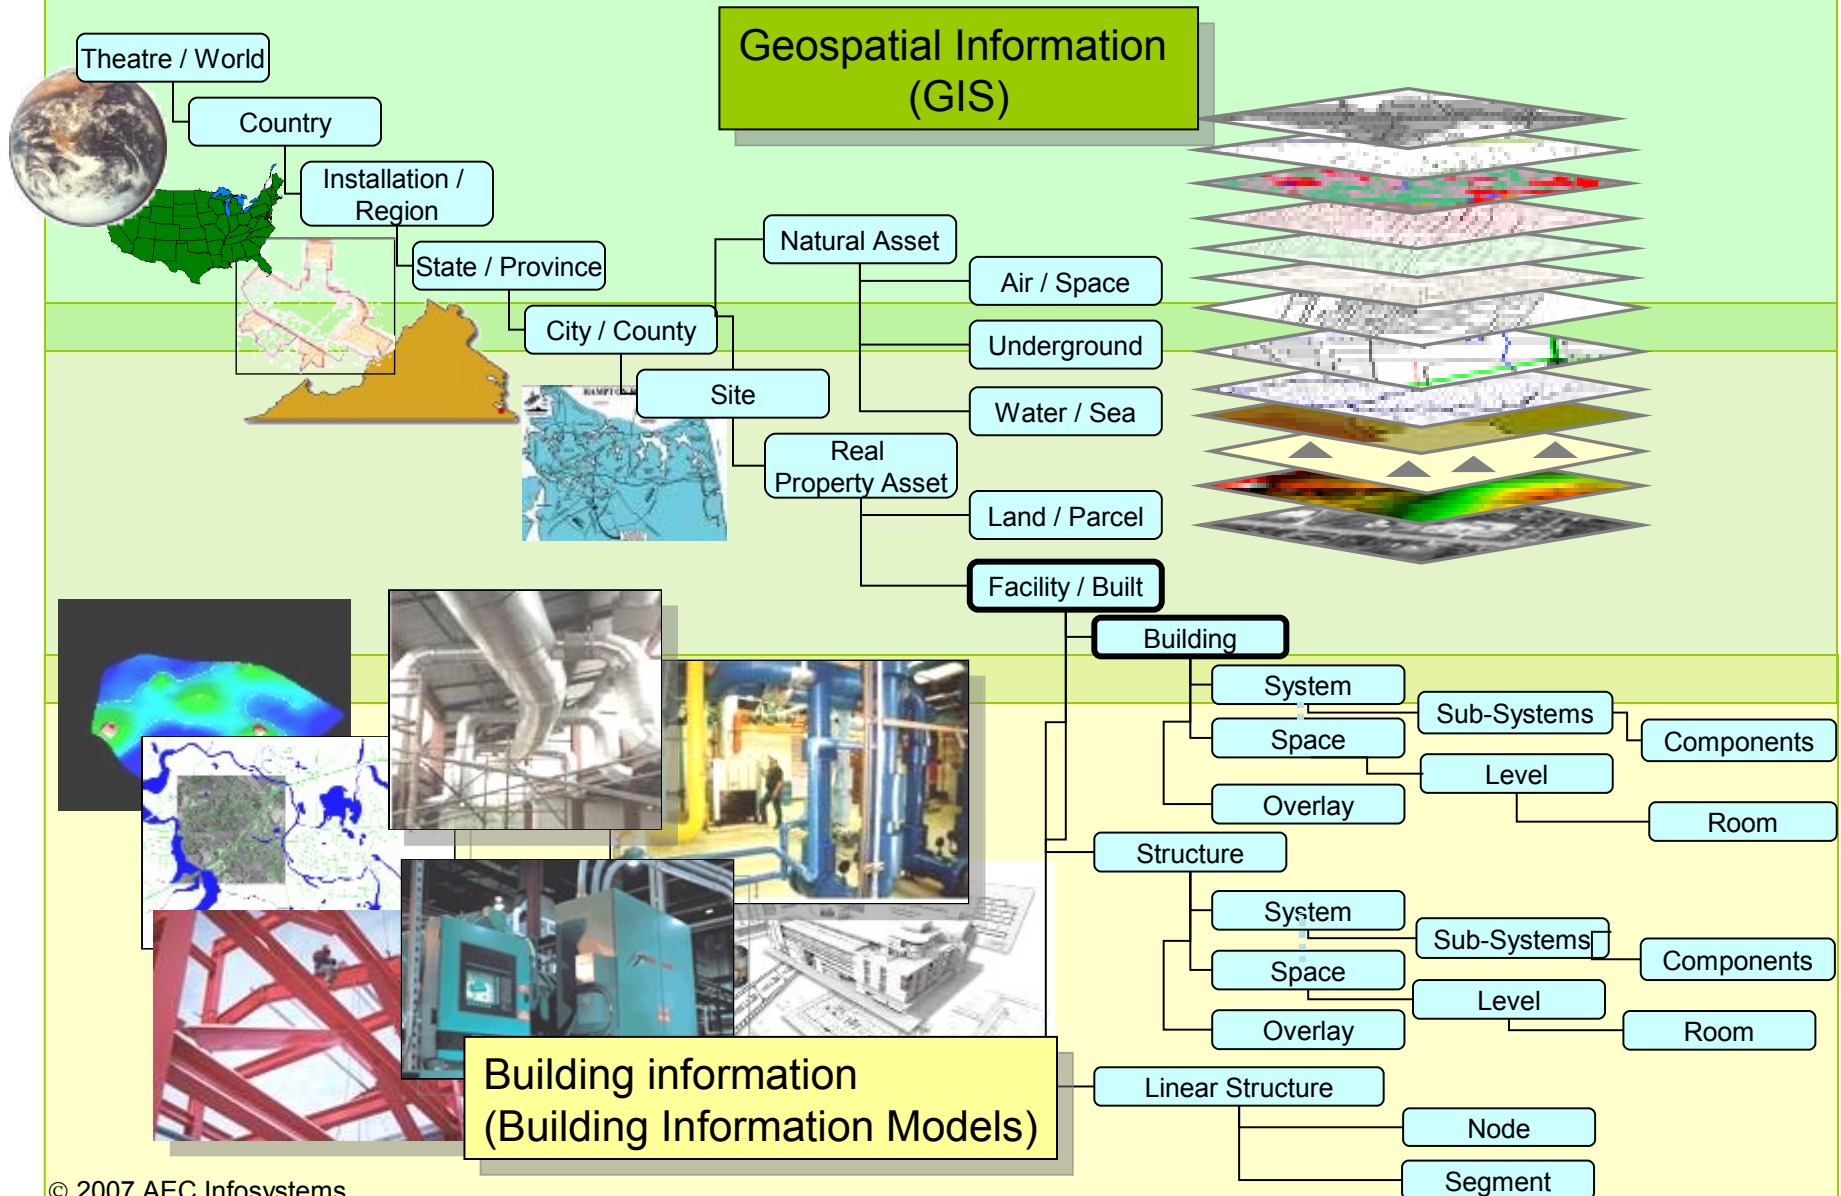 Geospatial Information
(GIS)
Theatre / World
Country
Installation /
Region
State / Province
City / County
Site
Natural Asset
Air / Space
Underground
Water / Sea
Real
Property Asset
Land / Parcel
Facility / Built
Building
System
Sub-Systems
Components
Space
Level
Room
Overlay
Structure
System
Sub-Systems
Components
Space
Level
Room
Overlay
Linear Structure
Node
Segment
Building information
(Building Information Models)
© 2007 AEC Infosystems